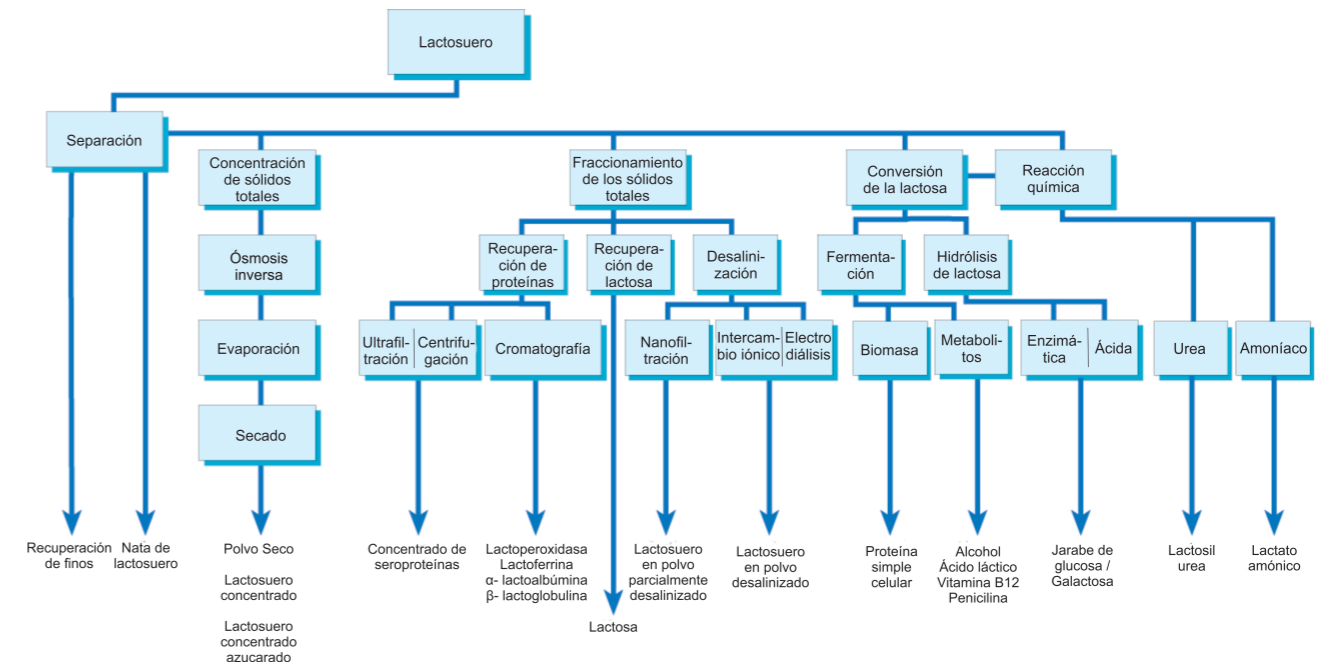 Lactosuero
Separación
Concentración
de sólidos
totales
Fraccionamiento
de los sólidos
totales
Conversión
de la lactosa
Reacción
química
Ósmosis
inversa
Recupera-
ción de
proteínas
Recupera-
ción de
lactosa
Desalini-
zación
Fermenta-
ción
Hidrólisis
de lactosa
Evaporación
Ultrafil-
tración
Centrifu-
gación
Cromatografía
Nanofil-
tración
Intercam-
bio iónico
Electro
diálisis
Biomasa
Metaboli-
tos
Enzimá-
tica
Ácida
Urea
Amoníaco
Secado
Recuperación
de finos
Nata de
lactosuero
Polvo Seco
Lactosuero
concentrado
Lactosuero
concentrado
azucarado
Concentrado de
seroproteínas
Lactoperoxidasa
Lactoferrina
α- lactoalbúmina
β- lactoglobulina
Lactosa
Lactosuero
en polvo
parcialmente
desalinizado
Lactosuero
en polvo
desalinizado
Proteína
simple
celular
Alcohol
Ácido láctico
Vitamina B12
Penicilina
Jarabe de
glucosa /
Galactosa
Lactosil
urea
Lactato
amónico